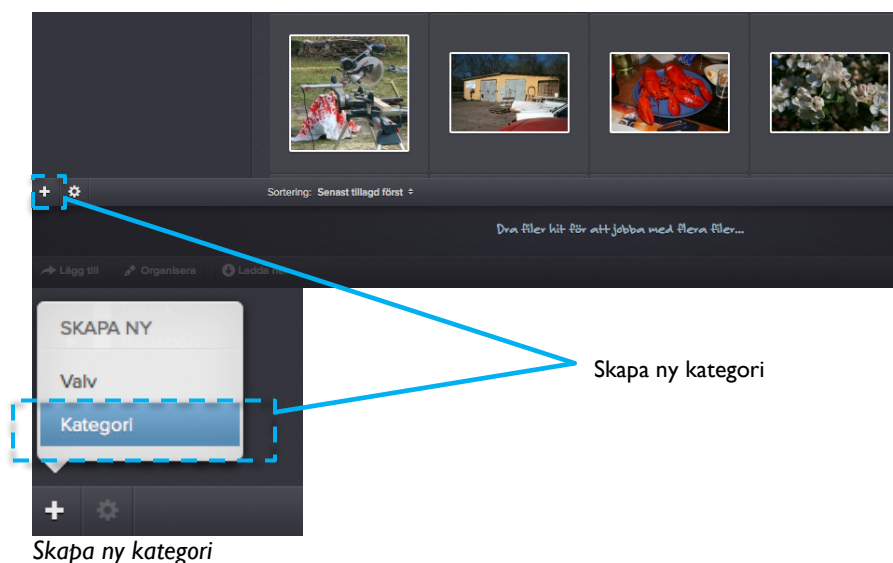 Sortering: Senast tillagd först
Dra filer hit för att jobba med flera filer...
Lägg till
Organisera
SKAPA NY
Valv
Kategori
Skapa ny kategori
Skapa ny kategori